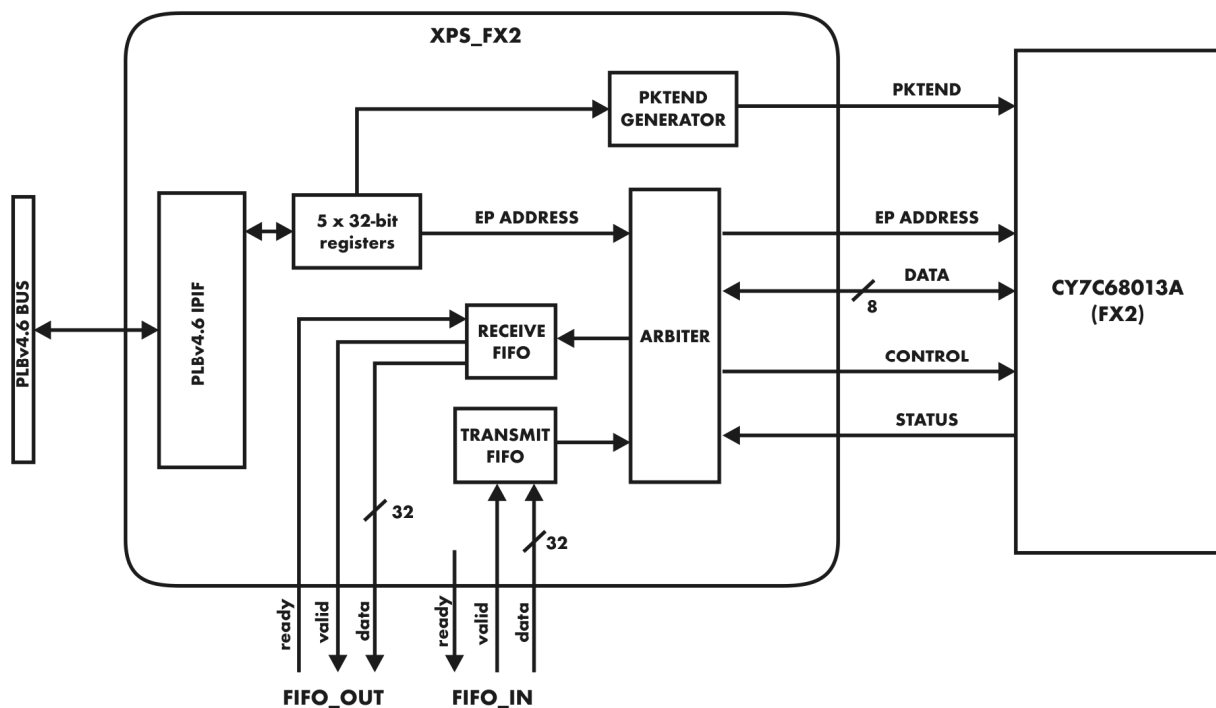 XPS_FX2
PKTEND
GENERATOR
PKTEND
5 x 32-bit
registers
EP ADDRESS
EP ADDRESS
DATA
8
CY7C68013A
(FX2)
PLBv4.6 BUS
PLBv4.6 IPIF
RECEIVE
FIFO
ARBITER
CONTROL
STATUS
TRANSMIT
FIFO
32
32
ready
valid
data
ready
valid
data
FIFO_OUT
FIFO_IN